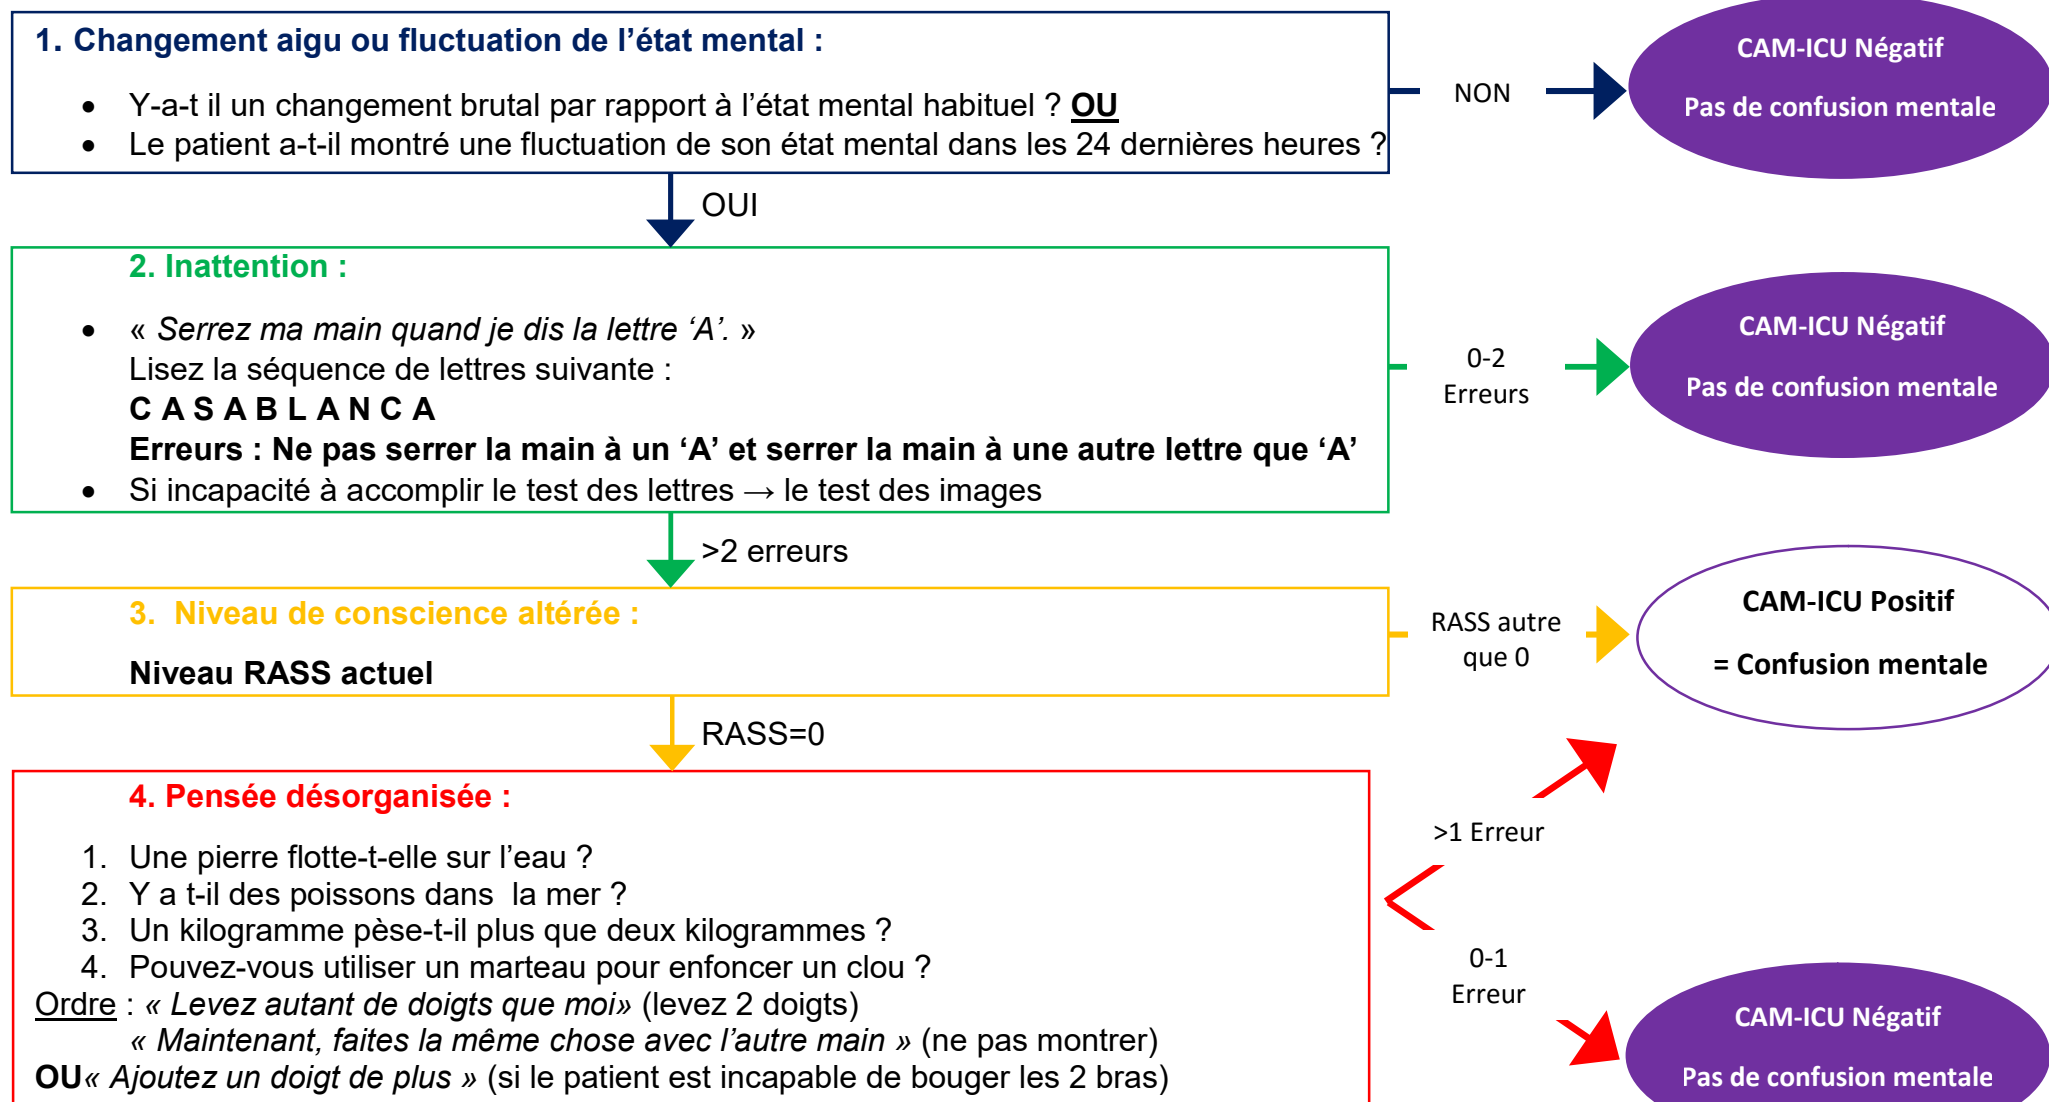 1. Changement aigu ou fluctuation de l’état mental :
• Y-a-t il un changement brutal par rapport à l’état mental habituel ? OU
• Le patient a-t-il montré une fluctuation de son état mental dans les 24 dernières heures ?
NON
CAM-ICU Négatif
Pas de confusion mentale
OUI
2. Inattention :
• « Serrez ma main quand je dis la lettre ‘A’. »
Lisez la séquence de lettres suivante :
C A S A B L A N C A
Erreurs : Ne pas serrer la main à un ‘A’ et serrer la main à une autre lettre que ‘A’
• Si incapacité à accomplir le test des lettres → le test des images
0-2
Erreurs
CAM-ICU Négatif
Pas de confusion mentale
>2 erreurs
3. Niveau de conscience altérée :
Niveau RASS actuel
RASS autre
que 0
CAM-ICU Positif
= Confusion mentale
RASS=0
4. Pensée désorganisée :
1. Une pierre flotte-t-elle sur l’eau ?
2. Y a t-il des poissons dans la mer ?
3. Un kilogramme pèse-t-il plus que deux kilogrammes ?
4. Pouvez-vous utiliser un marteau pour enfoncer un clou ?
Ordre : « Levez autant de doigts que moi» (levez 2 doigts)
« Maintenant, faites la même chose avec l’autre main » (ne pas montrer)
OU« Ajoutez un doigt de plus » (si le patient est incapable de bouger les 2 bras)
>1 Erreur
0-1
Erreur
CAM-ICU Négatif
Pas de confusion mentale